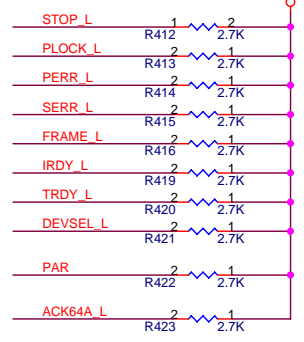 STOP_L 1 2
R412 2.7K
PLOCK_L 2 1
R413 2.7K
PERR_L 2 1
R414 2.7K
SERR_L 2 1
R415 2.7K
FRAME_L 2 1
R416 2.7K
IRDY_L 2 1
R419 2.7K
TRDY_L 2 1
R420 2.7K
DEVSEL_L 2 1
R421 2.7K
PAR 2 1
R422 2.7K
ACK64A_L 2 1
R423 2.7K